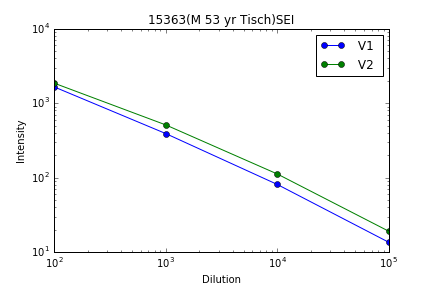 15363(M 53 yr Tisch)SEI
10^4
10^3
10^2
10^1
Intensity
V1
V2
10^2 10^3 10^4 10^5
Dilution